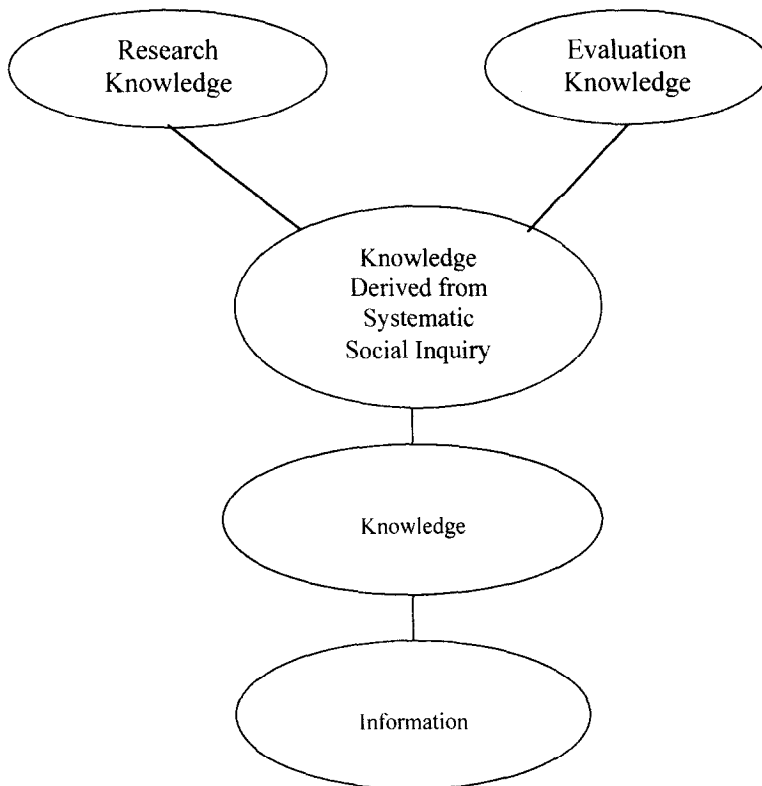 Research
Knowledge
Evaluation
Knowledge
Knowledge
Derived from
Systematic
Social Inquiry
Knowledge
Information